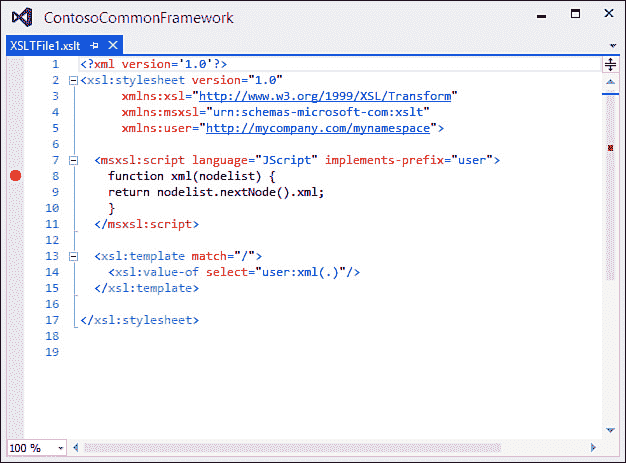 ContosoCommonFramework
XSLTFile1.xslt
1 <?xml version='1.0'?>
2 <xsl:stylesheet version="1.0"
3 xmlns:xsl="http://www.w3.org/1999/XSL/Transform"
4 xmlns:msxsl="urn:schemas-microsoft-com:xslt"
5 xmlns:user="http://mycompany.com/mynamespace">
6
7 <msxsl:script language="JScript" implements-prefix="user">
8 function xml(nodelist) {
9 return nodelist.nextNode().xml;
10 }
11 </msxsl:script>
12
13 <xsl:template match="/">
14 <xsl:value-of select="user:xml(.)"/>
15 </xsl:template>
16
17 </xsl:stylesheet>
18
19
100 %